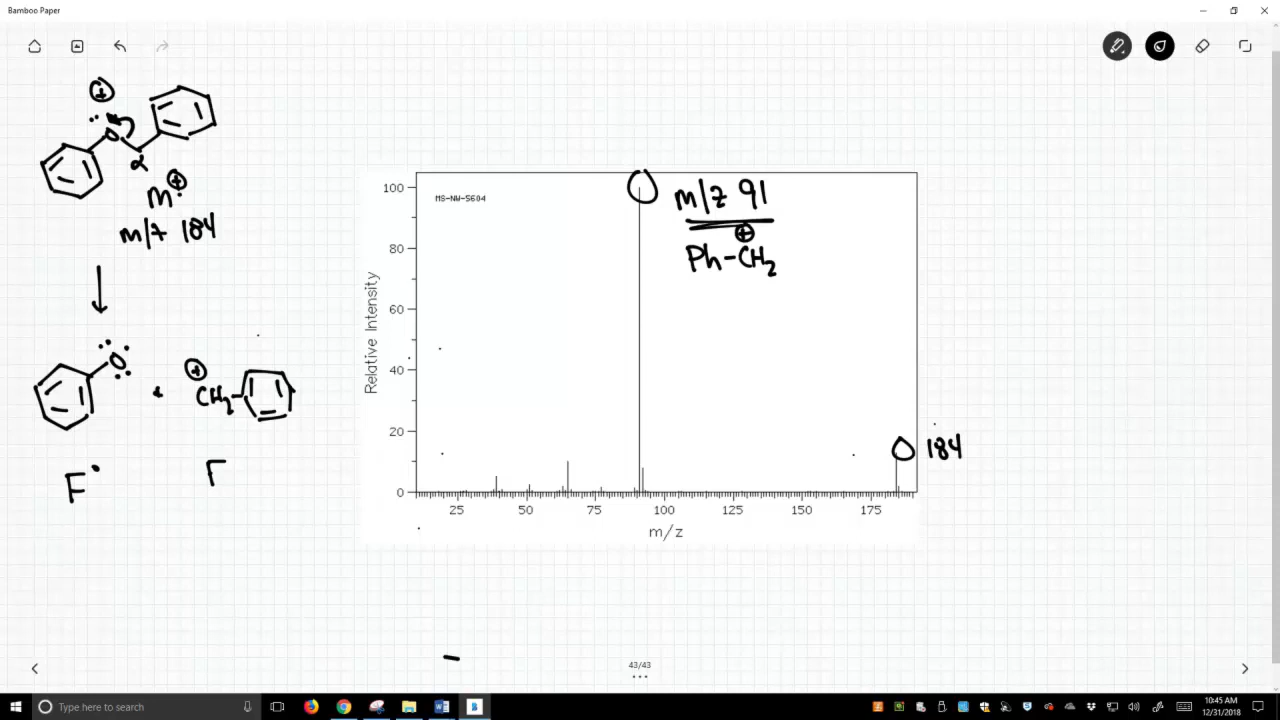 Bamboo Paper
+
O
α
M+•
m/z 184
O
+
+
CH2
F•
F
MS-NW-5604
m/z 91
+
Ph-CH2
184
Relative Intensity
100
80
60
40
20
0
25 50 75 100 125 150 175
m/z
43/43
Type here to search
10:45 AM
12/31/2018